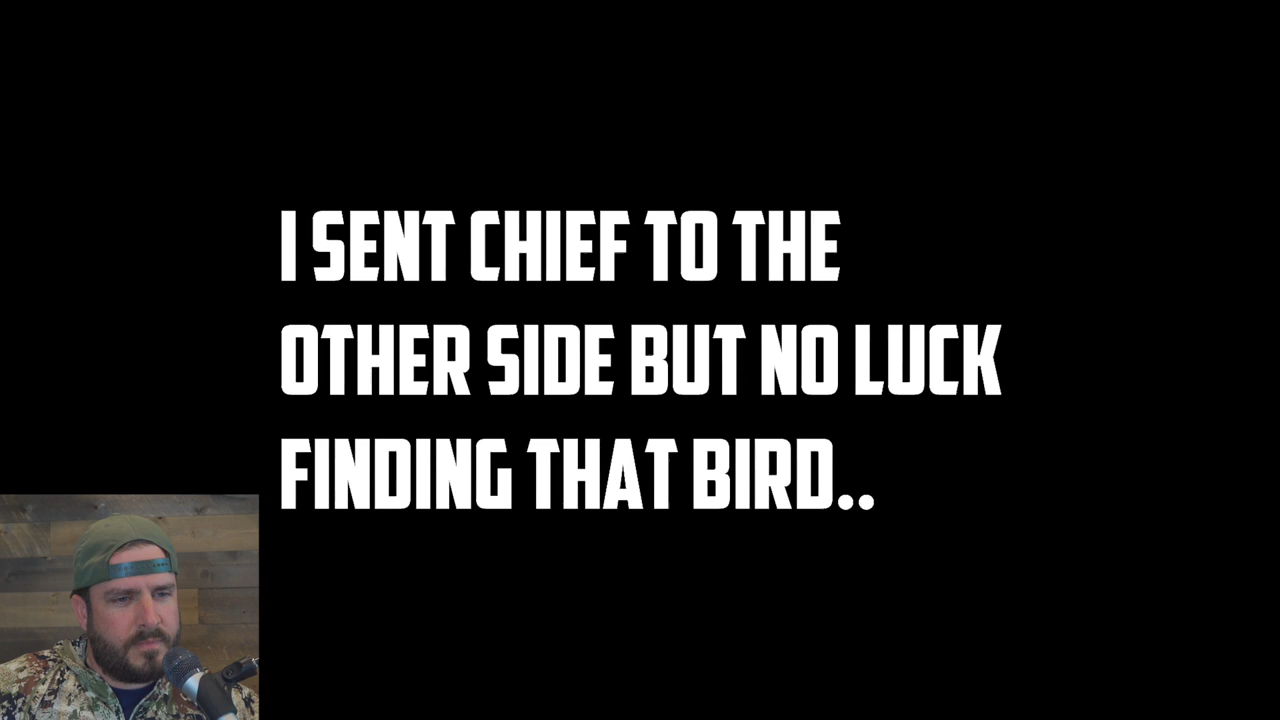 I SENT CHIEF TO THE
OTHER SIDE BUT NO LUCK
FINDING THAT BIRD..